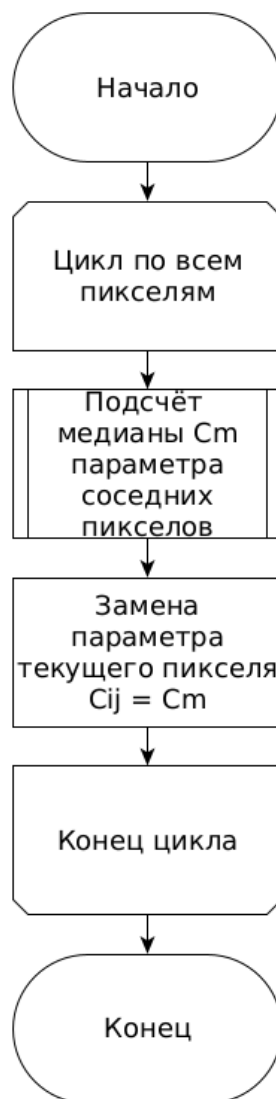 Начало
Цикл по всем
пикселям
Подсчёт
медианы Cm
параметра
соседних
пикселов
Замена
параметра
текущего пикселя
Cij = Cm
Конец цикла
Конец